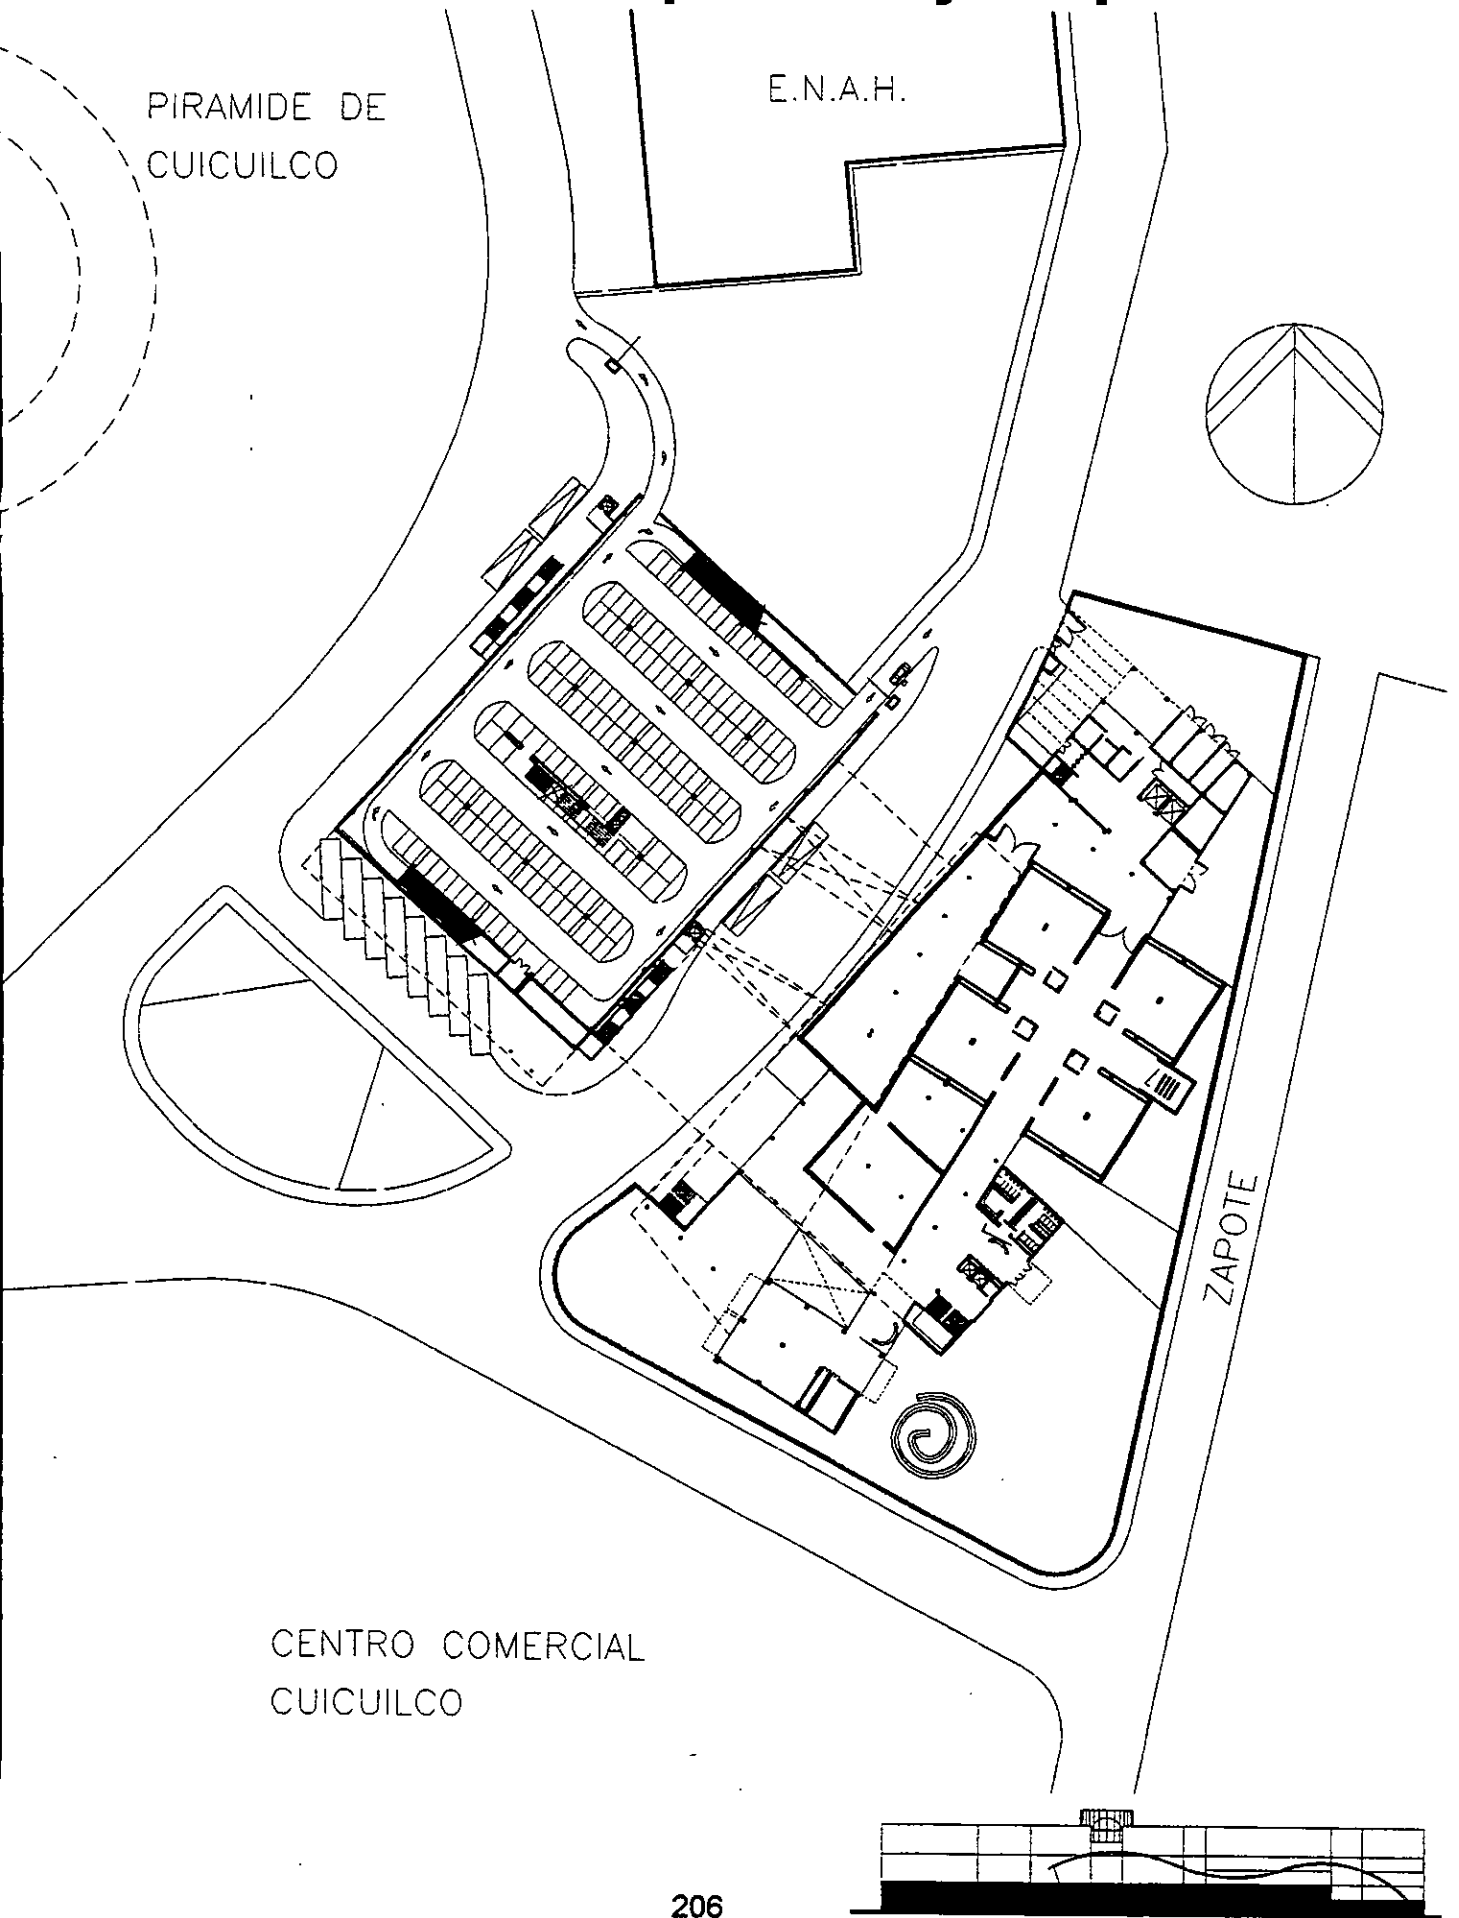 E.N.A.H.
PIRAMIDE DE
CUICUILCO
ZAPOTE
CENTRO COMERCIAL
CUICUILCO
206